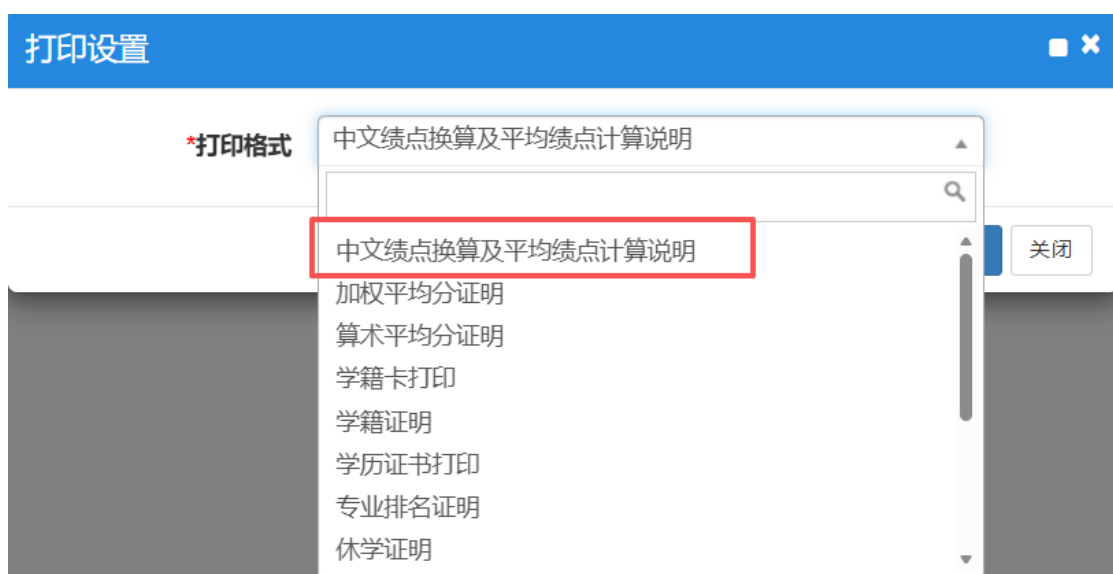 打印设置
*打印格式
中文绩点换算及平均绩点计算说明
中文绩点换算及平均绩点计算说明
关闭
加权平均分证明
算术平均分证明
学籍卡打印
学籍证明
学历证书打印
专业排名证明
休学证明